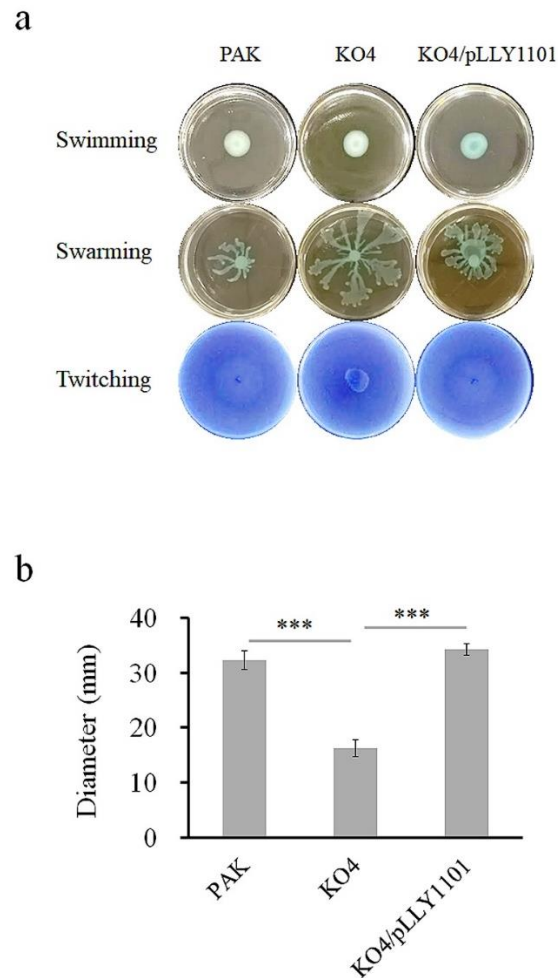 a
PAK KO4 KO4/pLLY1101
Swimming
Swarming
Twitching
b
40
30
20
10
0
Diameter (mm)
*** ***
PAK KO4 KO4/pLLY1101